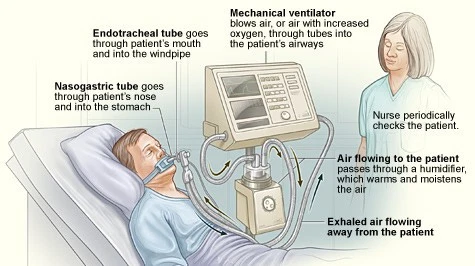 Mechanical ventilator
blows air, or air with increased
oxygen, through tubes into
the patient's airways
Endotracheal tube goes
through patient's mouth
and into the windpipe
Nasogastric tube goes
through patient's nose
and into the stomach
Nurse periodically
checks the patient.
Air flowing to the patient
passes through a humidifier,
which warms and moistens
the air
Exhaled air flowing
away from the patient